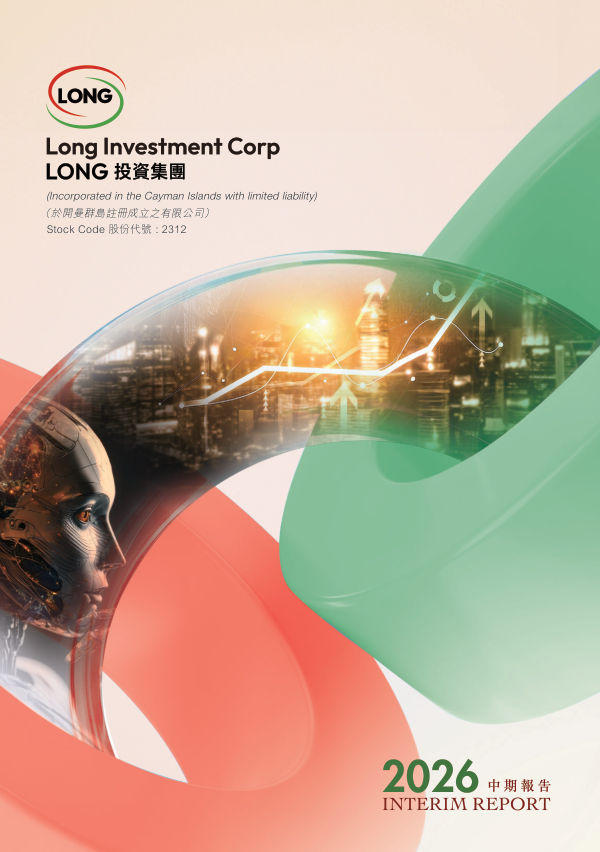 LONG
Long Investment Corp
LONG 投資集團
(Incorporated in the Cayman Islands with limited liability)
（於開曼群島註冊成立之有限公司）
Stock Code 股份代號 : 2312
2026 中期報告
INTERIM REPORT